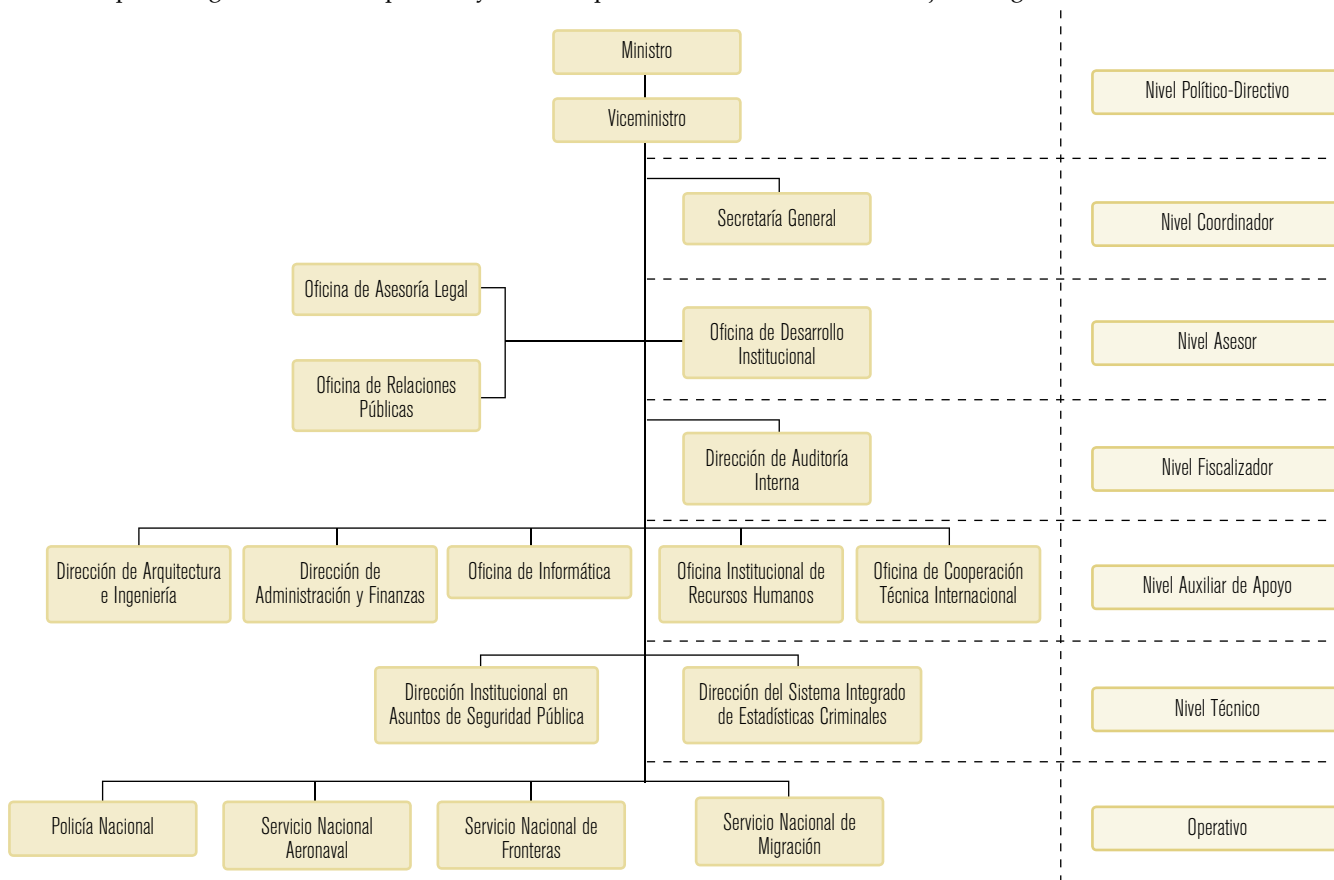 Ministro
Nivel Político-Directivo
Viceministro
Secretaría General
Nivel Coordinador
Oficina de Asesoría Legal
Oficina de Desarrollo
Institucional
Nivel Asesor
Oficina de Relaciones
Públicas
Dirección de Auditoría
Interna
Nivel Fiscalizador
Dirección de Arquitectura
e Ingeniería
Dirección de
Administración y Finanzas
Oficina de Informática
Oficina Institucional de
Recursos Humanos
Oficina de Cooperación
Técnica Internacional
Nivel Auxiliar de Apoyo
Dirección Institucional en
Asuntos de Seguridad Pública
Dirección del Sistema Integrado
de Estadísticas Criminales
Nivel Técnico
Policía Nacional
Servicio Nacional
Aeronaval
Servicio Nacional de
Fronteras
Servicio Nacional de
Migración
Operativo